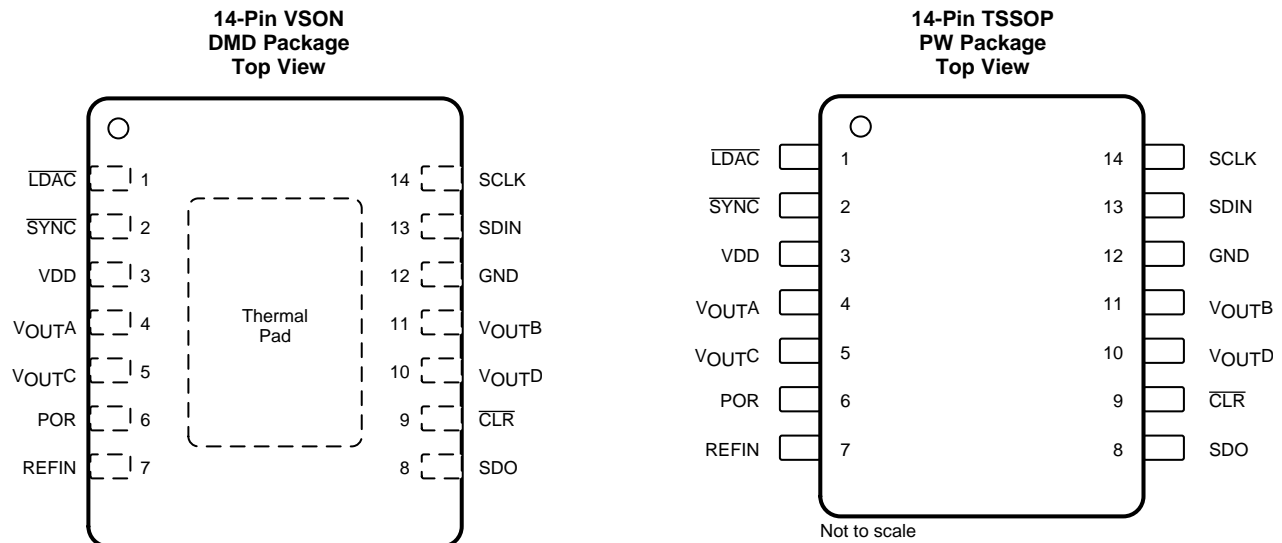 14-Pin VSON
DMD Package
Top View
LDAC 1 14 SCLK
SYNC 2 13 SDIN
VDD 3 12 GND
VOUTA 4 11 VOUTB
VOUTC 5 10 VOUTD
POR 6 9 CLR
REFIN 7 8 SDO
Thermal
Pad
14-Pin TSSOP
PW Package
Top View
LDAC 1 14 SCLK
SYNC 2 13 SDIN
VDD 3 12 GND
VOUTA 4 11 VOUTB
VOUTC 5 10 VOUTD
POR 6 9 CLR
REFIN 7 8 SDO
Not to scale